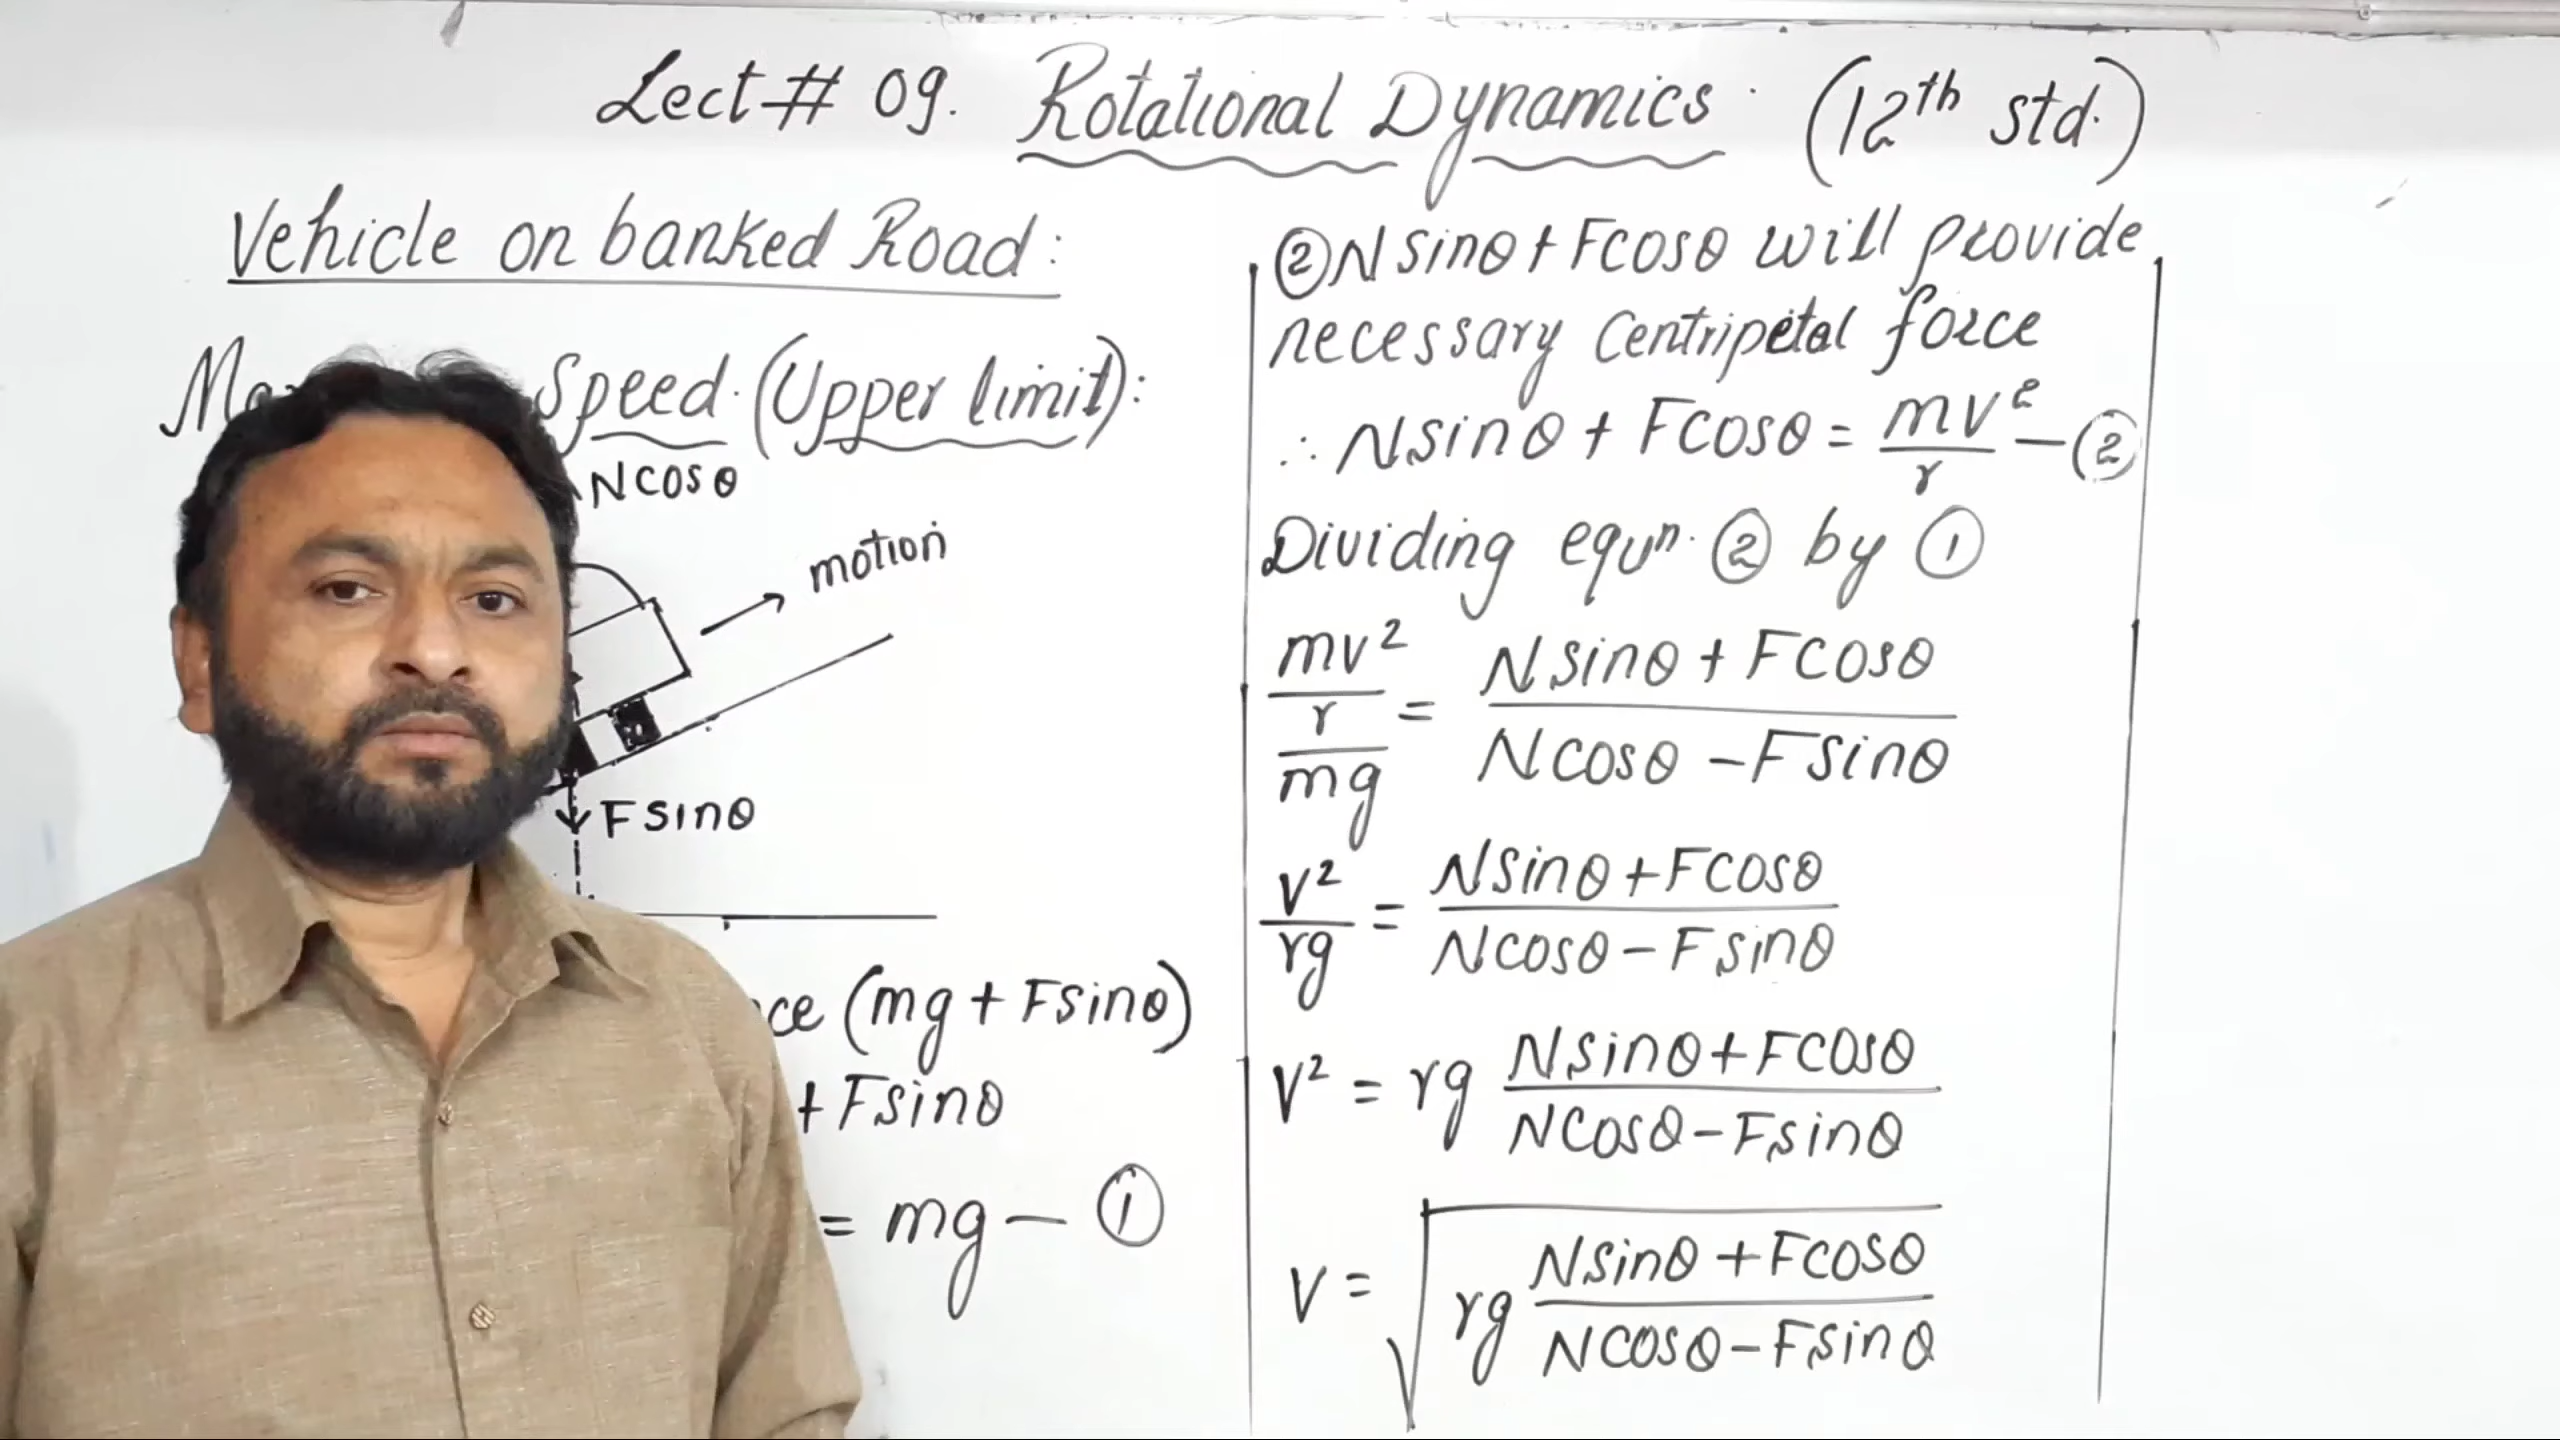 Lect # 09. Rotational Dynamics (12th std.)
Vehicle on banked Road:
Speed. (Upper limit):
Ncosθ
motion
Fsinθ
(mg + Fsinθ)
+ Fsinθ
= mg — ①
② Nsinθ + Fcosθ will provide
necessary Centripetal force
∴ Nsinθ + Fcosθ = mv²/r — ②
Dividing equn. ② by ①
mv²/r/mg = Nsinθ + Fcosθ/Ncosθ - Fsinθ
v²/rg = Nsinθ + Fcosθ/Ncosθ - Fsinθ
v² = rg Nsinθ + Fcosθ/Ncosθ - Fsinθ
v = √rg Nsinθ + Fcosθ/Ncosθ - Fsinθ